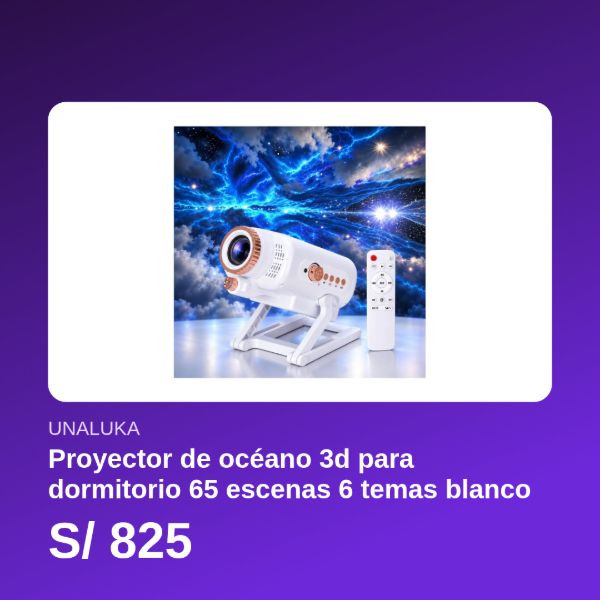 UNALUKA
Proyector de océano 3d para
dormitorio 65 escenas 6 temas blanco
S/ 825